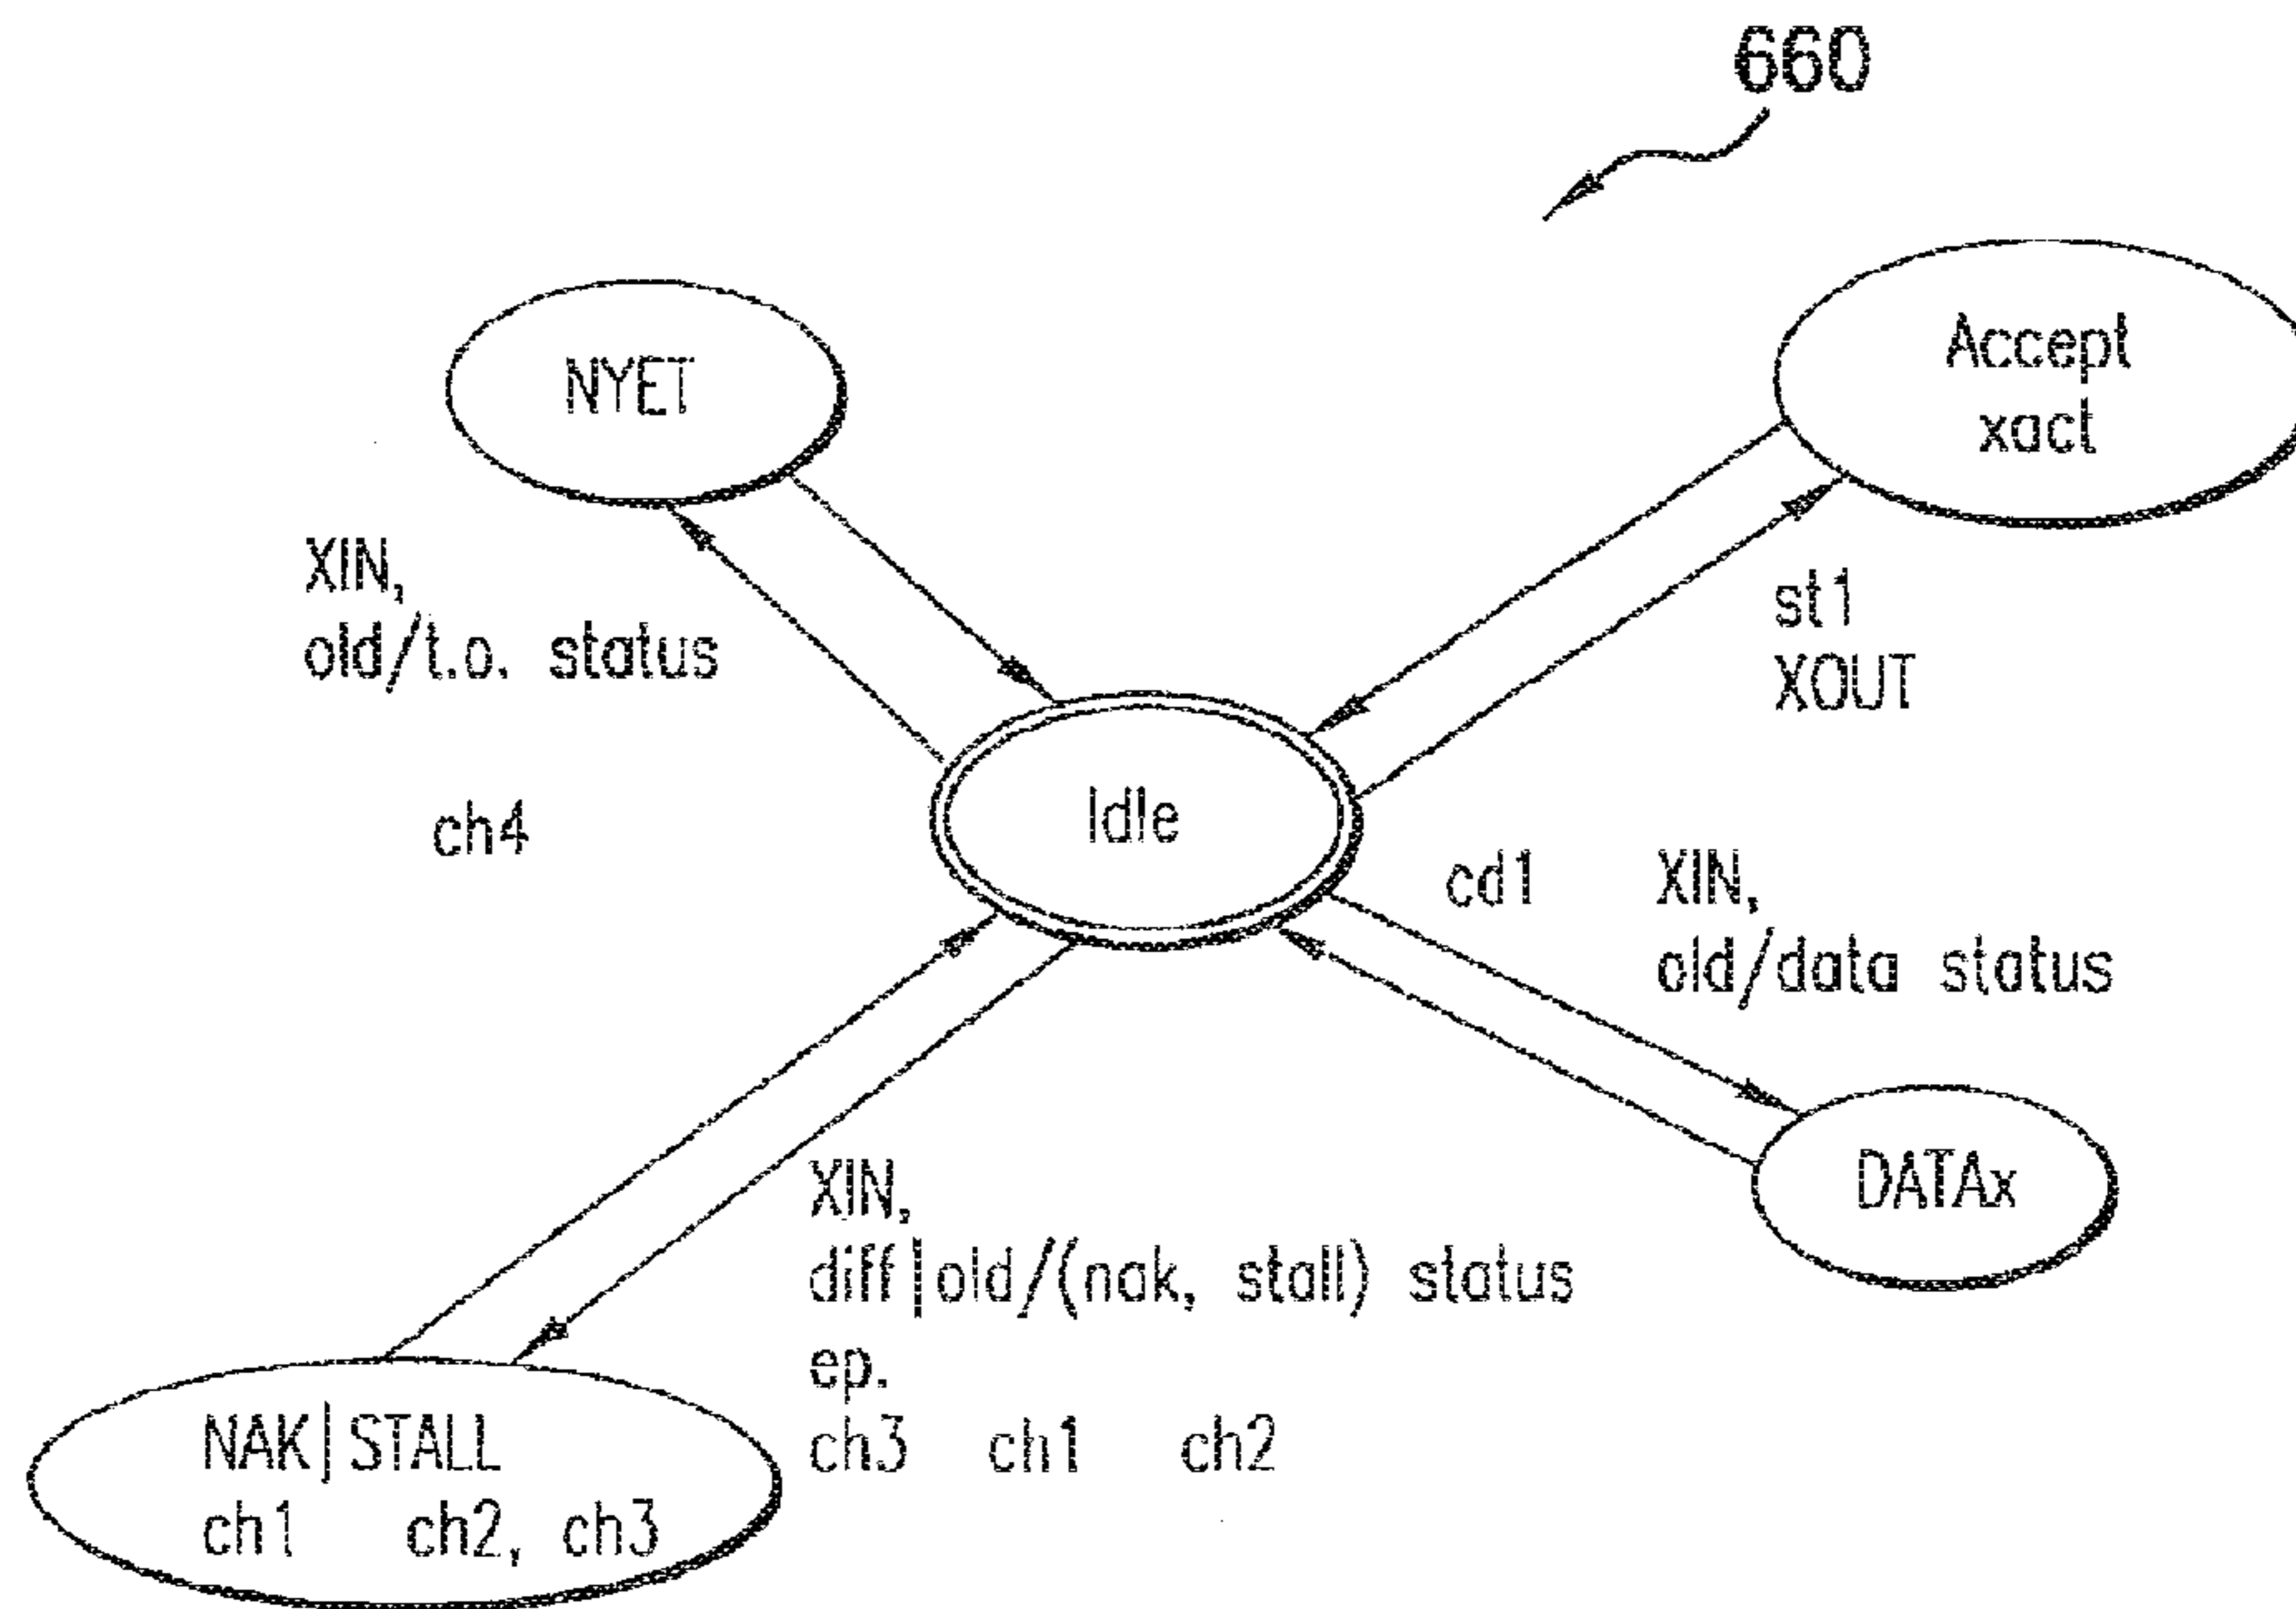 660
NYET
Accept
xact
XIN,
old/t.o. status
ch4
st1
XOUT
Idle
cd1 XIN,
old/data status
DATAx
XIN,
diff|old/(nak, stall) status
ep.
ch3 ch1 ch2
NAK|STALL
ch1 ch2, ch3